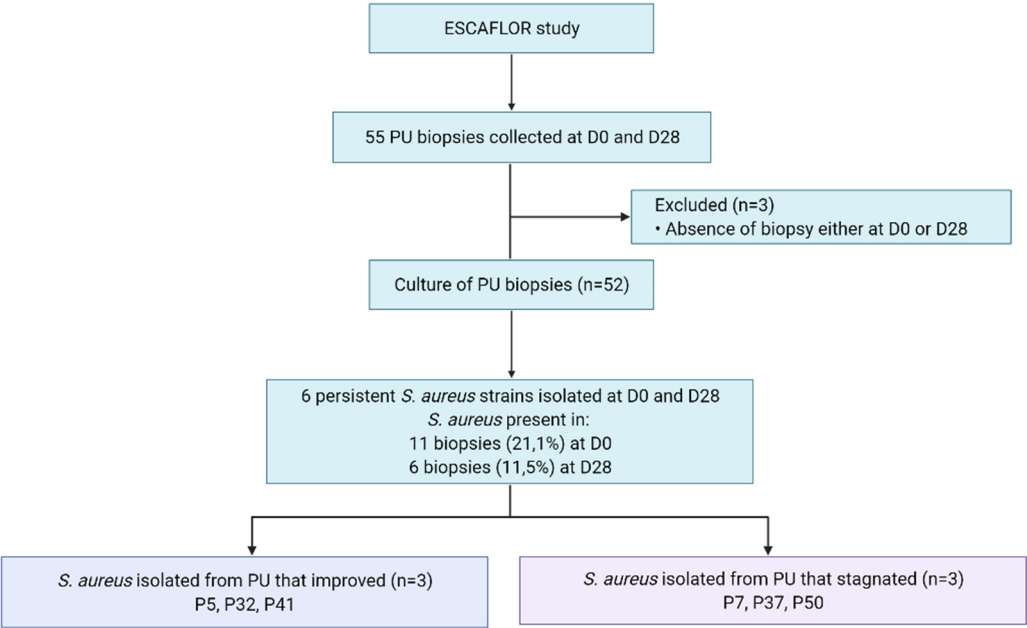 ESCAFLOR study
55 PU biopsies collected at D0 and D28
Excluded (n=3)
• Absence of biopsy either at D0 or D28
Culture of PU biopsies (n=52)
6 persistent S. aureus strains isolated at D0 and D28
S. aureus present in:
11 biopsies (21,1%) at D0
6 biopsies (11,5%) at D28
S. aureus isolated from PU that improved (n=3)
P5, P32, P41
S. aureus isolated from PU that stagnated (n=3)
P7, P37, P50